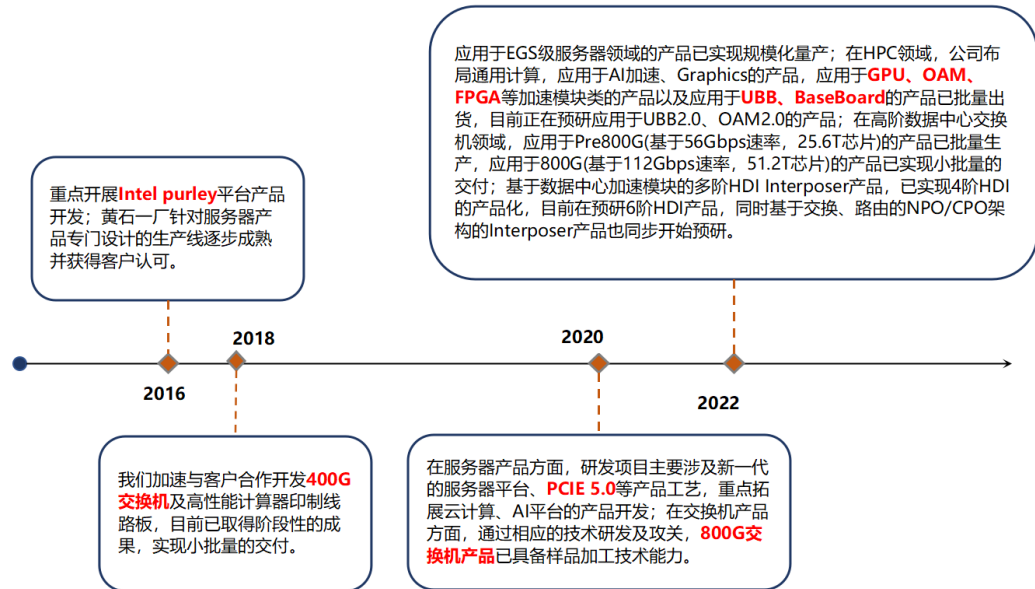 应用于EGS级服务器领域的产品已实现规模化量产；在HPC领域，公司布
局通用计算，应用于AI加速、Graphics的产品，应用于GPU、OAM、
FPGA等加速模块类的产品以及应用于UBB、BaseBoard的产品已批量出
货，目前正在预研应用于UBB2.0、OAM2.0的产品；在高阶数据中心交换
机领域，应用于Pre800G(基于56Gbps速率，25.6T芯片)的产品已批量生
产，应用于800G(基于112Gbps速率，51.2T芯片)的产品已实现小批量的
交付；基于数据中心加速模块的多阶HDI Interposer产品，已实现4阶HDI
的产品化，目前在预研6阶HDI产品，同时基于交换、路由的NPO/CPO架
构的Interposer产品也同步开始预研。
重点开展Intel purley平台产品
开发；黄石一厂针对服务器产
品专门设计的生产线逐步成熟
并获得客户认可。
2018
2020
2016
2022
我们加速与客户合作开发400G
交换机及高性能计算器印制线
路板，目前已取得阶段性的成
果，实现小批量的交付。
在服务器产品方面，研发项目主要涉及新一代
的服务器平台、PCIE 5.0等产品工艺，重点拓
展云计算、AI平台的产品开发；在交换机产品
方面，通过相应的技术研发及攻关，800G交
换机产品已具备样品加工技术能力。